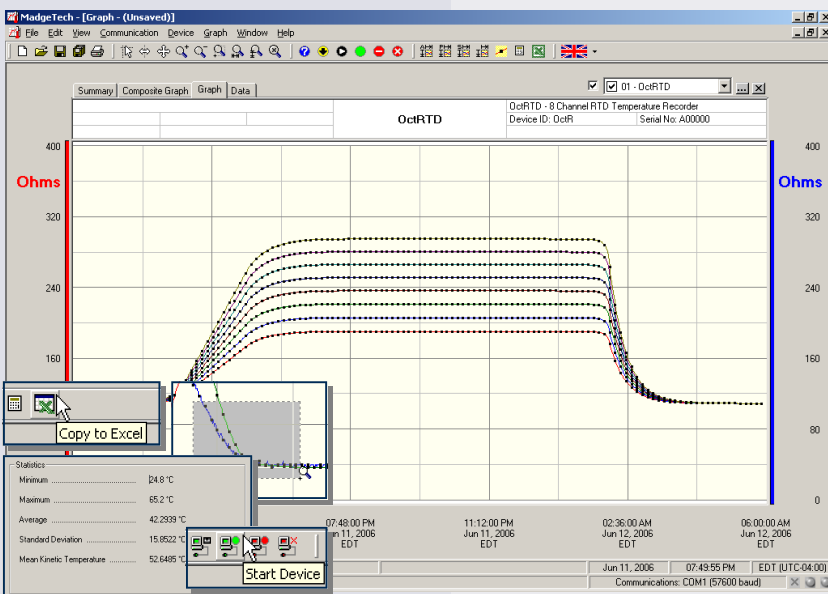 MadgeTech - [Graph - (Unsaved)]
File Edit View Communication Device Graph Window Help
Summary Composite Graph Graph Data
01 - OctRTD
OctRTD
OctRTD - 8 Channel RTD Temperature Recorder
Device ID: OctR Serial No: A00000
400 400
Ohms Ohms
320 320
240 240
160 160
80
0
Copy to Excel
Statistics
Minimum 24.8 °C
Maximum 65.2 °C
Average 42.2939 °C
Standard Deviation 15.8522 °C
Mean Kinetic Temperature 52.6485 °C
Start Device
07:48:00 PM 11:12:00 PM 02:36:00 AM 06:00:00 AM
n 11, 2006 Jun 11, 2006 Jun 12, 2006 Jun 12, 2006
EDT EDT EDT EDT
Jun 11, 2006 07:49:55 PM EDT (UTC-04:00)
Communications: COM1 (57600 baud)